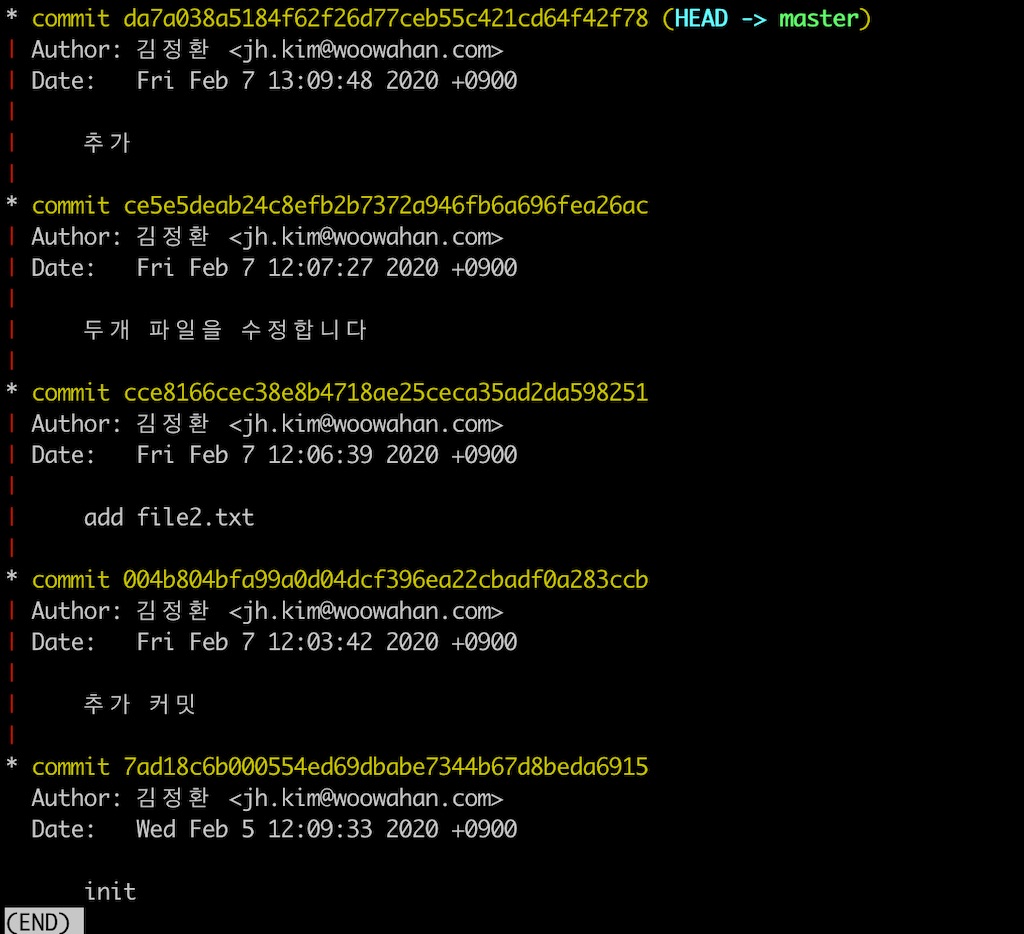 * commit da7a038a5184f62f26d77ceb55c421cd64f42f78 (HEAD -> master)
| Author: 김정환 <jh.kim@woowahan.com>
| Date:   Fri Feb 7 13:09:48 2020 +0900
|
|     추가
|
* commit ce5e5deab24c8efb2b7372a946fb6a696fea26ac
| Author: 김정환 <jh.kim@woowahan.com>
| Date:   Fri Feb 7 12:07:27 2020 +0900
|
|     두개 파일을 수정합니다
|
* commit cce8166cec38e8b4718ae25ceca35ad2da598251
| Author: 김정환 <jh.kim@woowahan.com>
| Date:   Fri Feb 7 12:06:39 2020 +0900
|
|     add file2.txt
|
* commit 004b804bfa99a0d04dcf396ea22cbadf0a283ccb
| Author: 김정환 <jh.kim@woowahan.com>
| Date:   Fri Feb 7 12:03:42 2020 +0900
|
|     추가 커밋
|
* commit 7ad18c6b000554ed69dbabe7344b67d8beda6915
  Author: 김정환 <jh.kim@woowahan.com>
  Date:   Wed Feb 5 12:09:33 2020 +0900

      init
(END)